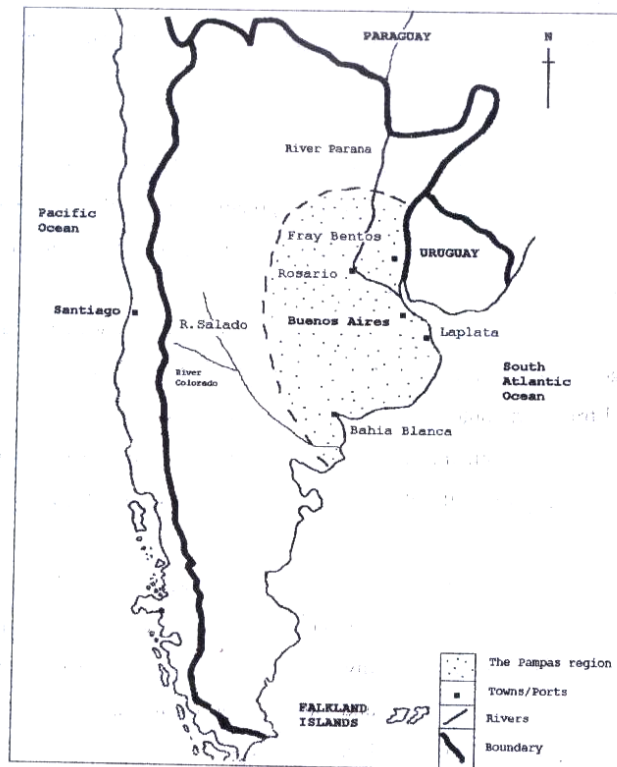 PARAGUAY
N
River Parana
Pacific
Ocean
Fray Bentos
URUGUAY
Rosario
Santiago
R.Salado
Buenos Aires
Laplata
River
Colorado
South
Atlantic
Ocean
Bahia Blanca
The Pampas region
Towns/Ports
FALKLAND
ISLANDS
Rivers
Boundary